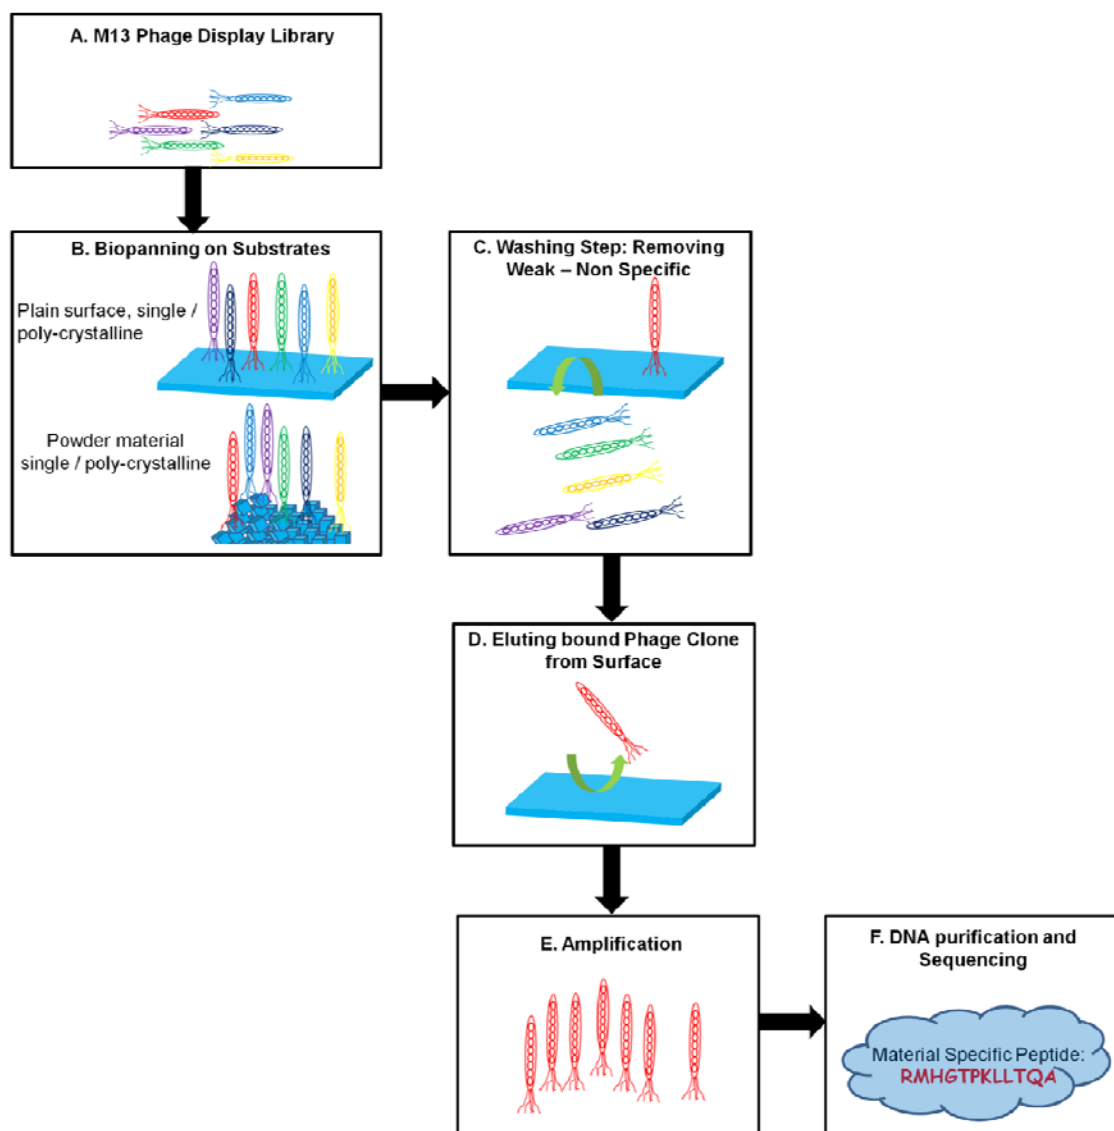 A. M13 Phage Display Library
B. Biopanning on Substrates
Plain surface, single /
poly-crystalline
Powder material
single / poly-crystalline
C. Washing Step: Removing
Weak – Non Specific
D. Eluting bound Phage Clone
from Surface
E. Amplification
F. DNA purification and
Sequencing
Material Specific Peptide:
RMHGTPKLLTQA